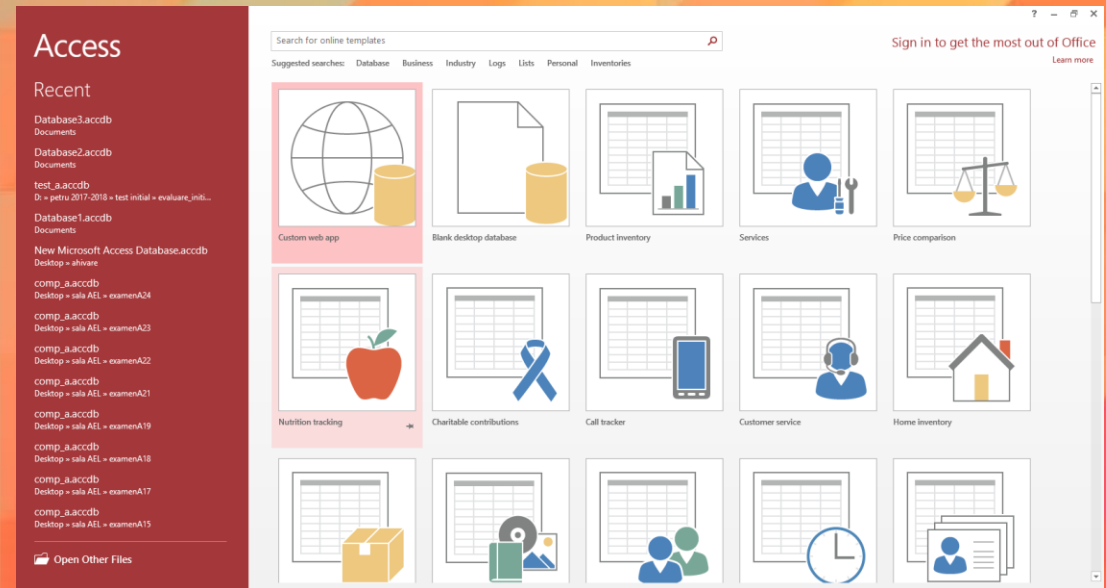 Access
Recent
Database3.accdb
Documents
Database2.accdb
Documents
test_a.accdb
D: » petru 2017-2018 » test initial » evaluare_initi...
Database1.accdb
Documents
New Microsoft Access Database.accdb
Desktop » ahivare
comp_a.accdb
Desktop » sala AEL » examenA24
comp_a.accdb
Desktop » sala AEL » examenA23
comp_a.accdb
Desktop » sala AEL » examenA22
comp_a.accdb
Desktop » sala AEL » examenA21
comp_a.accdb
Desktop » sala AEL » examenA19
comp_a.accdb
Desktop » sala AEL » examenA18
comp_a.accdb
Desktop » sala AEL » examenA17
comp_a.accdb
Desktop » sala AEL » examenA15
Open Other Files
?
Search for online templates
Sign in to get the most out of Office
Learn more
Suggested searches: Database Business Industry Logs Lists Personal Inventories
Custom web app Blank desktop database Product inventory Services Price comparison
Nutrition tracking Charitable contributions Call tracker Customer service Home inventory